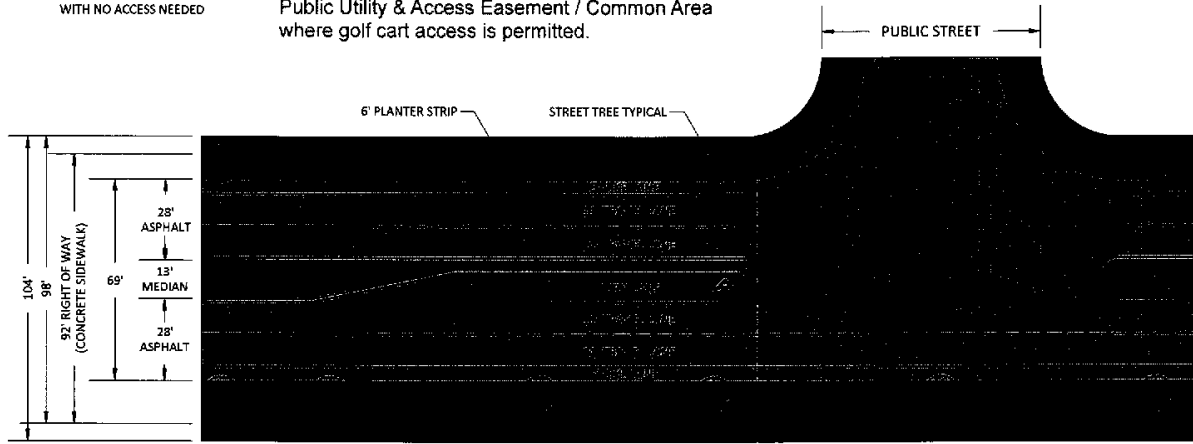 WITH NO ACCESS NEEDED
Public Utility & Access Easement / Common Area
where golf cart access is permitted.
PUBLIC STREET
6' PLANTER STRIP
STREET TREE TYPICAL
104'
98'
92' RIGHT OF WAY
(CONCRETE SIDEWALK)
69'
28'
ASPHALT
13'
MEDIAN
28'
ASPHALT